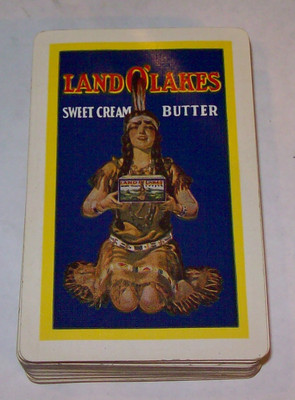 LAND O'LAKES
SWEET CREAM BUTTER